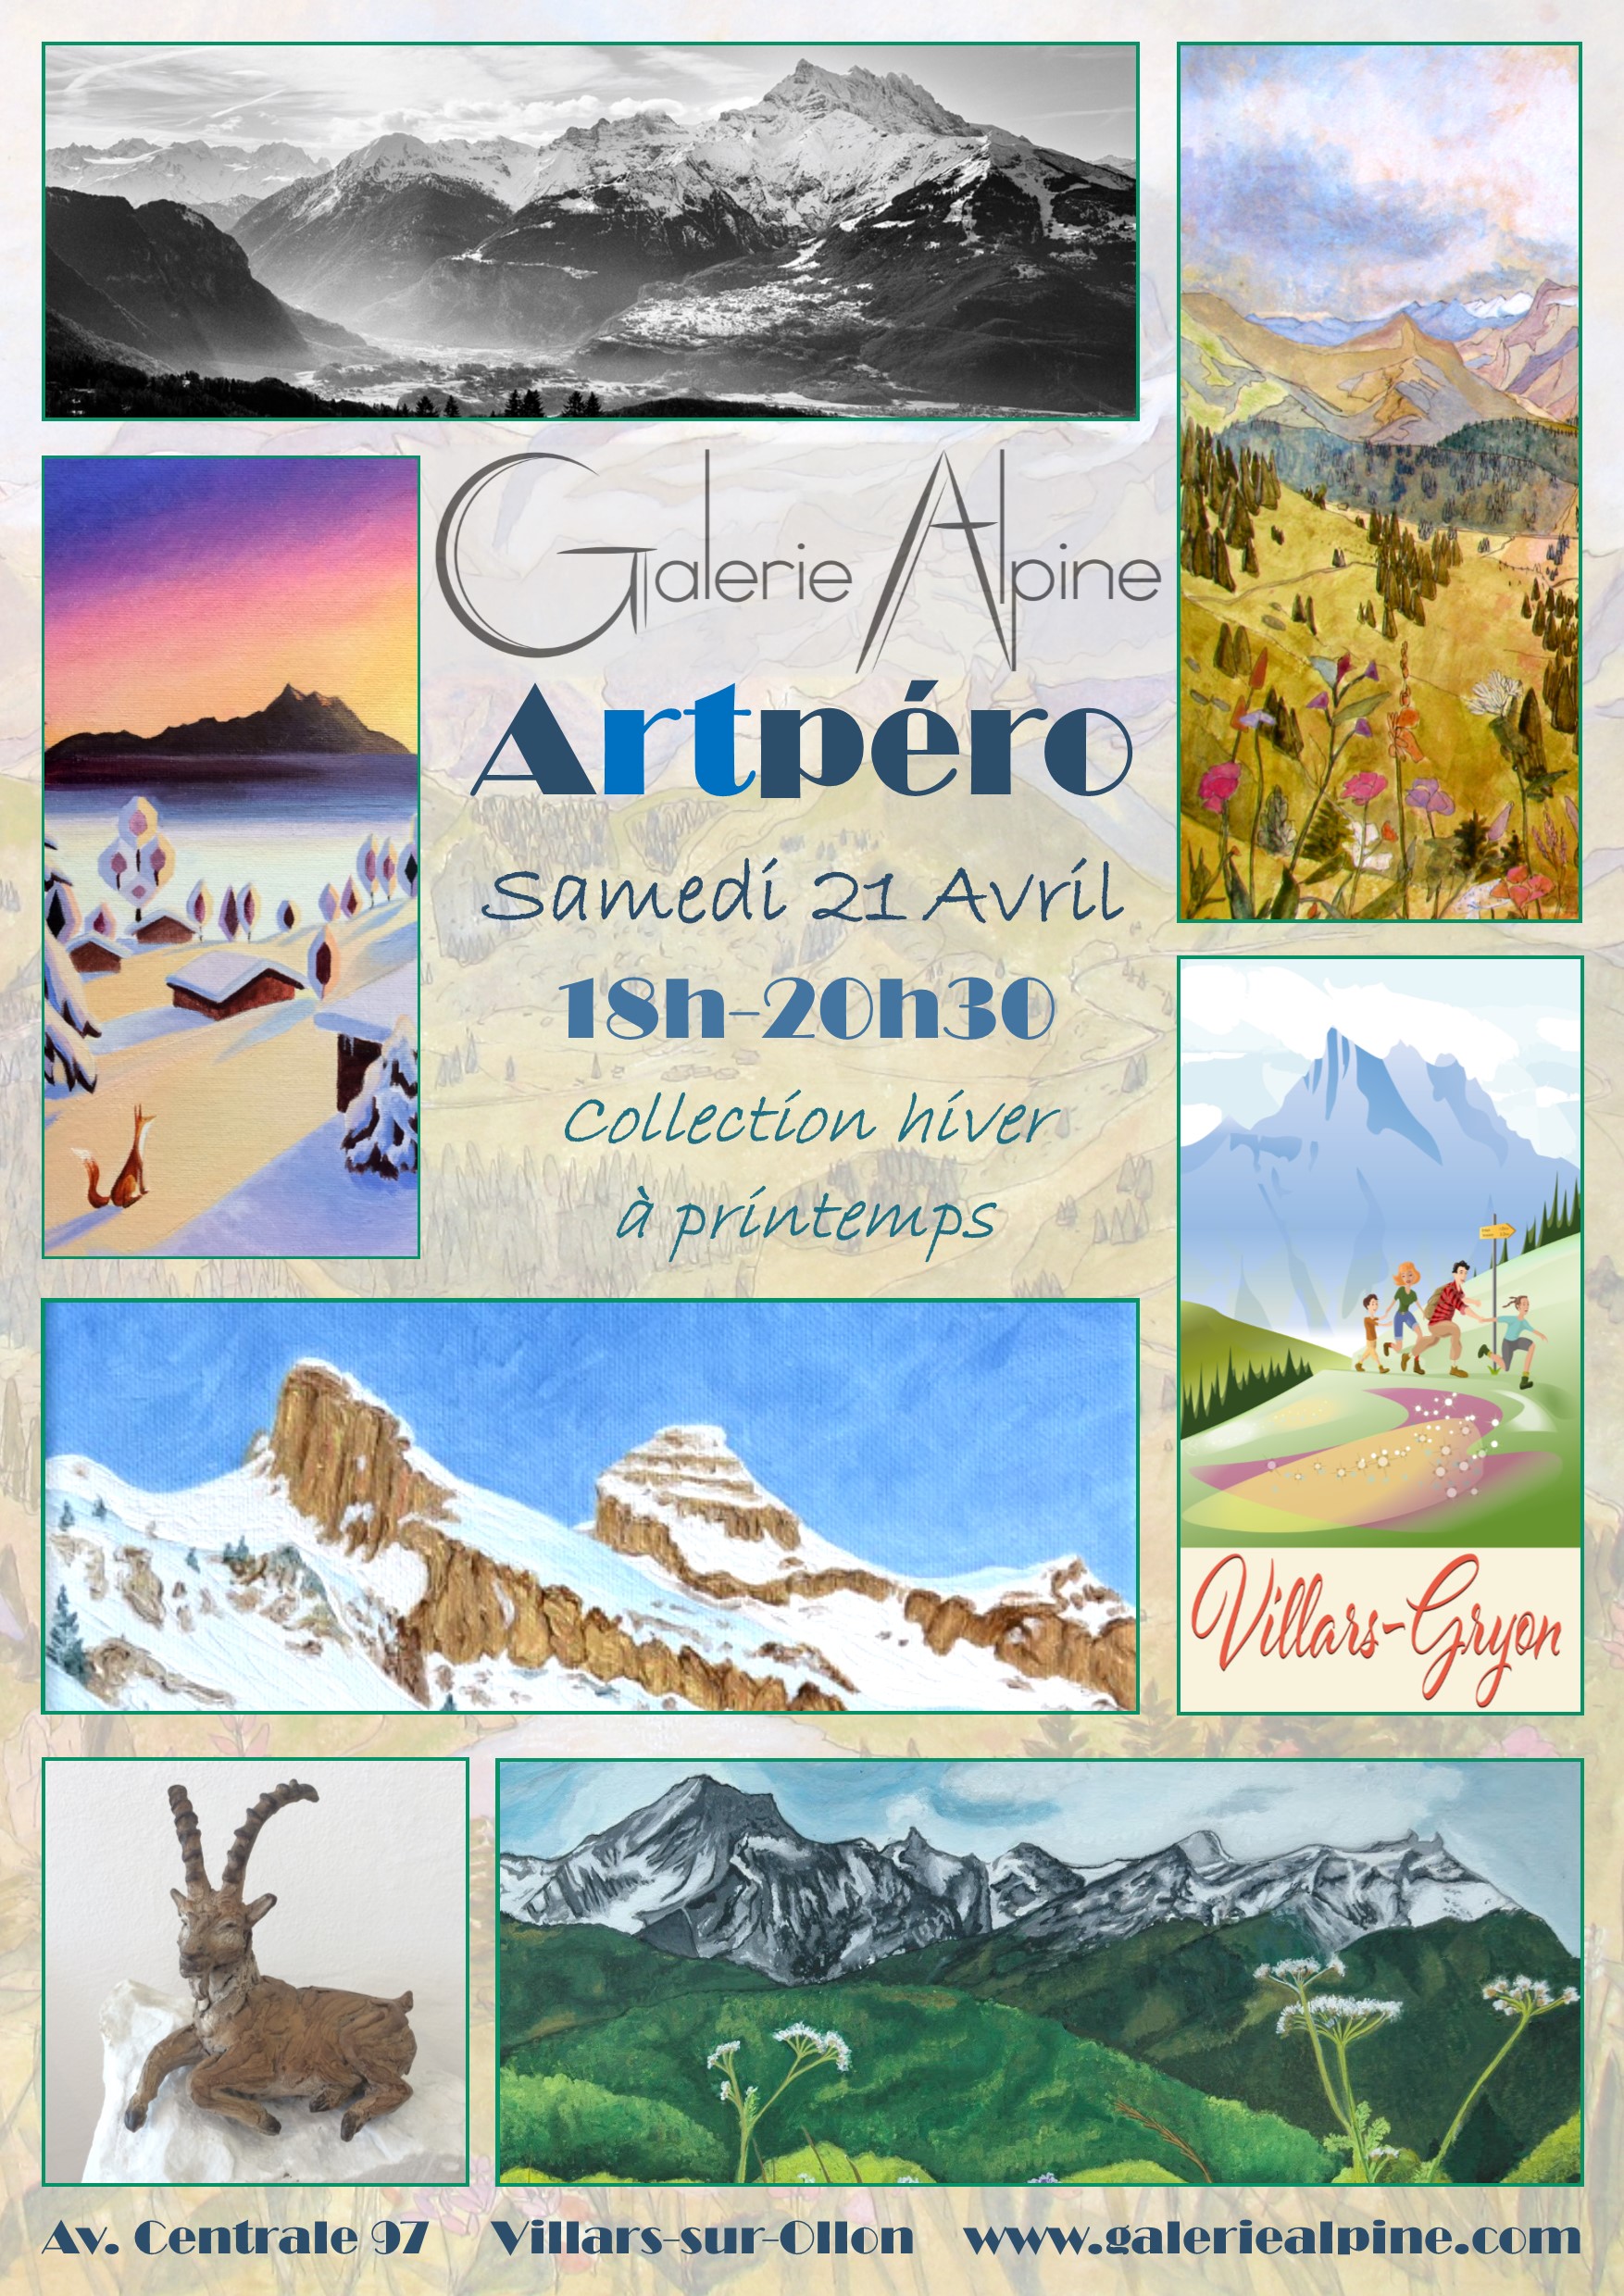 Galerie Alpine
Artpéro
Samedi 21 Avril
18h-20h30
Collection hiver
à printemps
Villars-Gryon
Av. Centrale 97 Villars-sur-Ollon www.galeriealpine.com